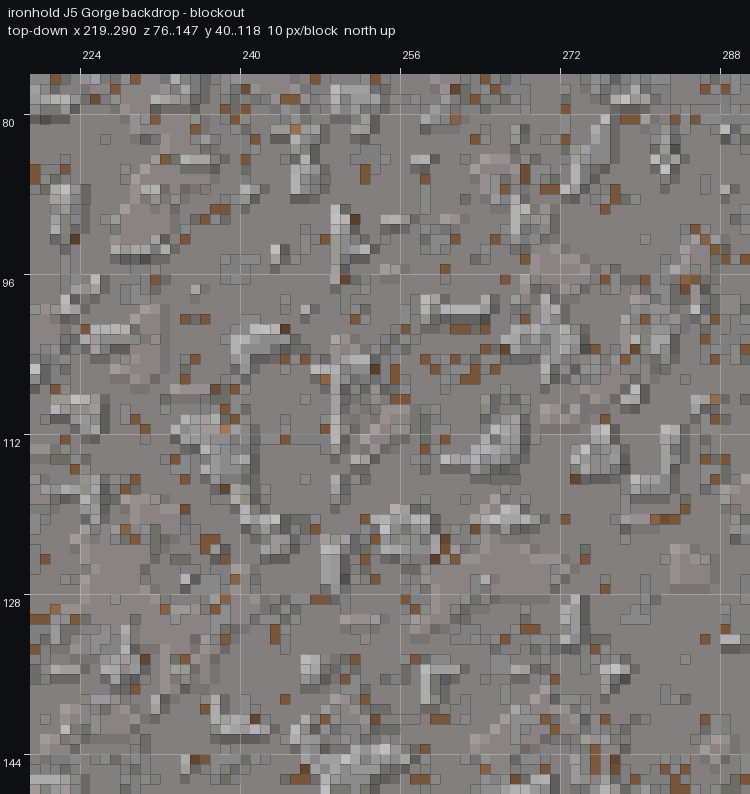 ironhold J5 Gorge backdrop - blockout
top-down x 219..290 z 76..147 y 40..118 10 px/block north up
224 240 256 272 288
80
96
112
128
144